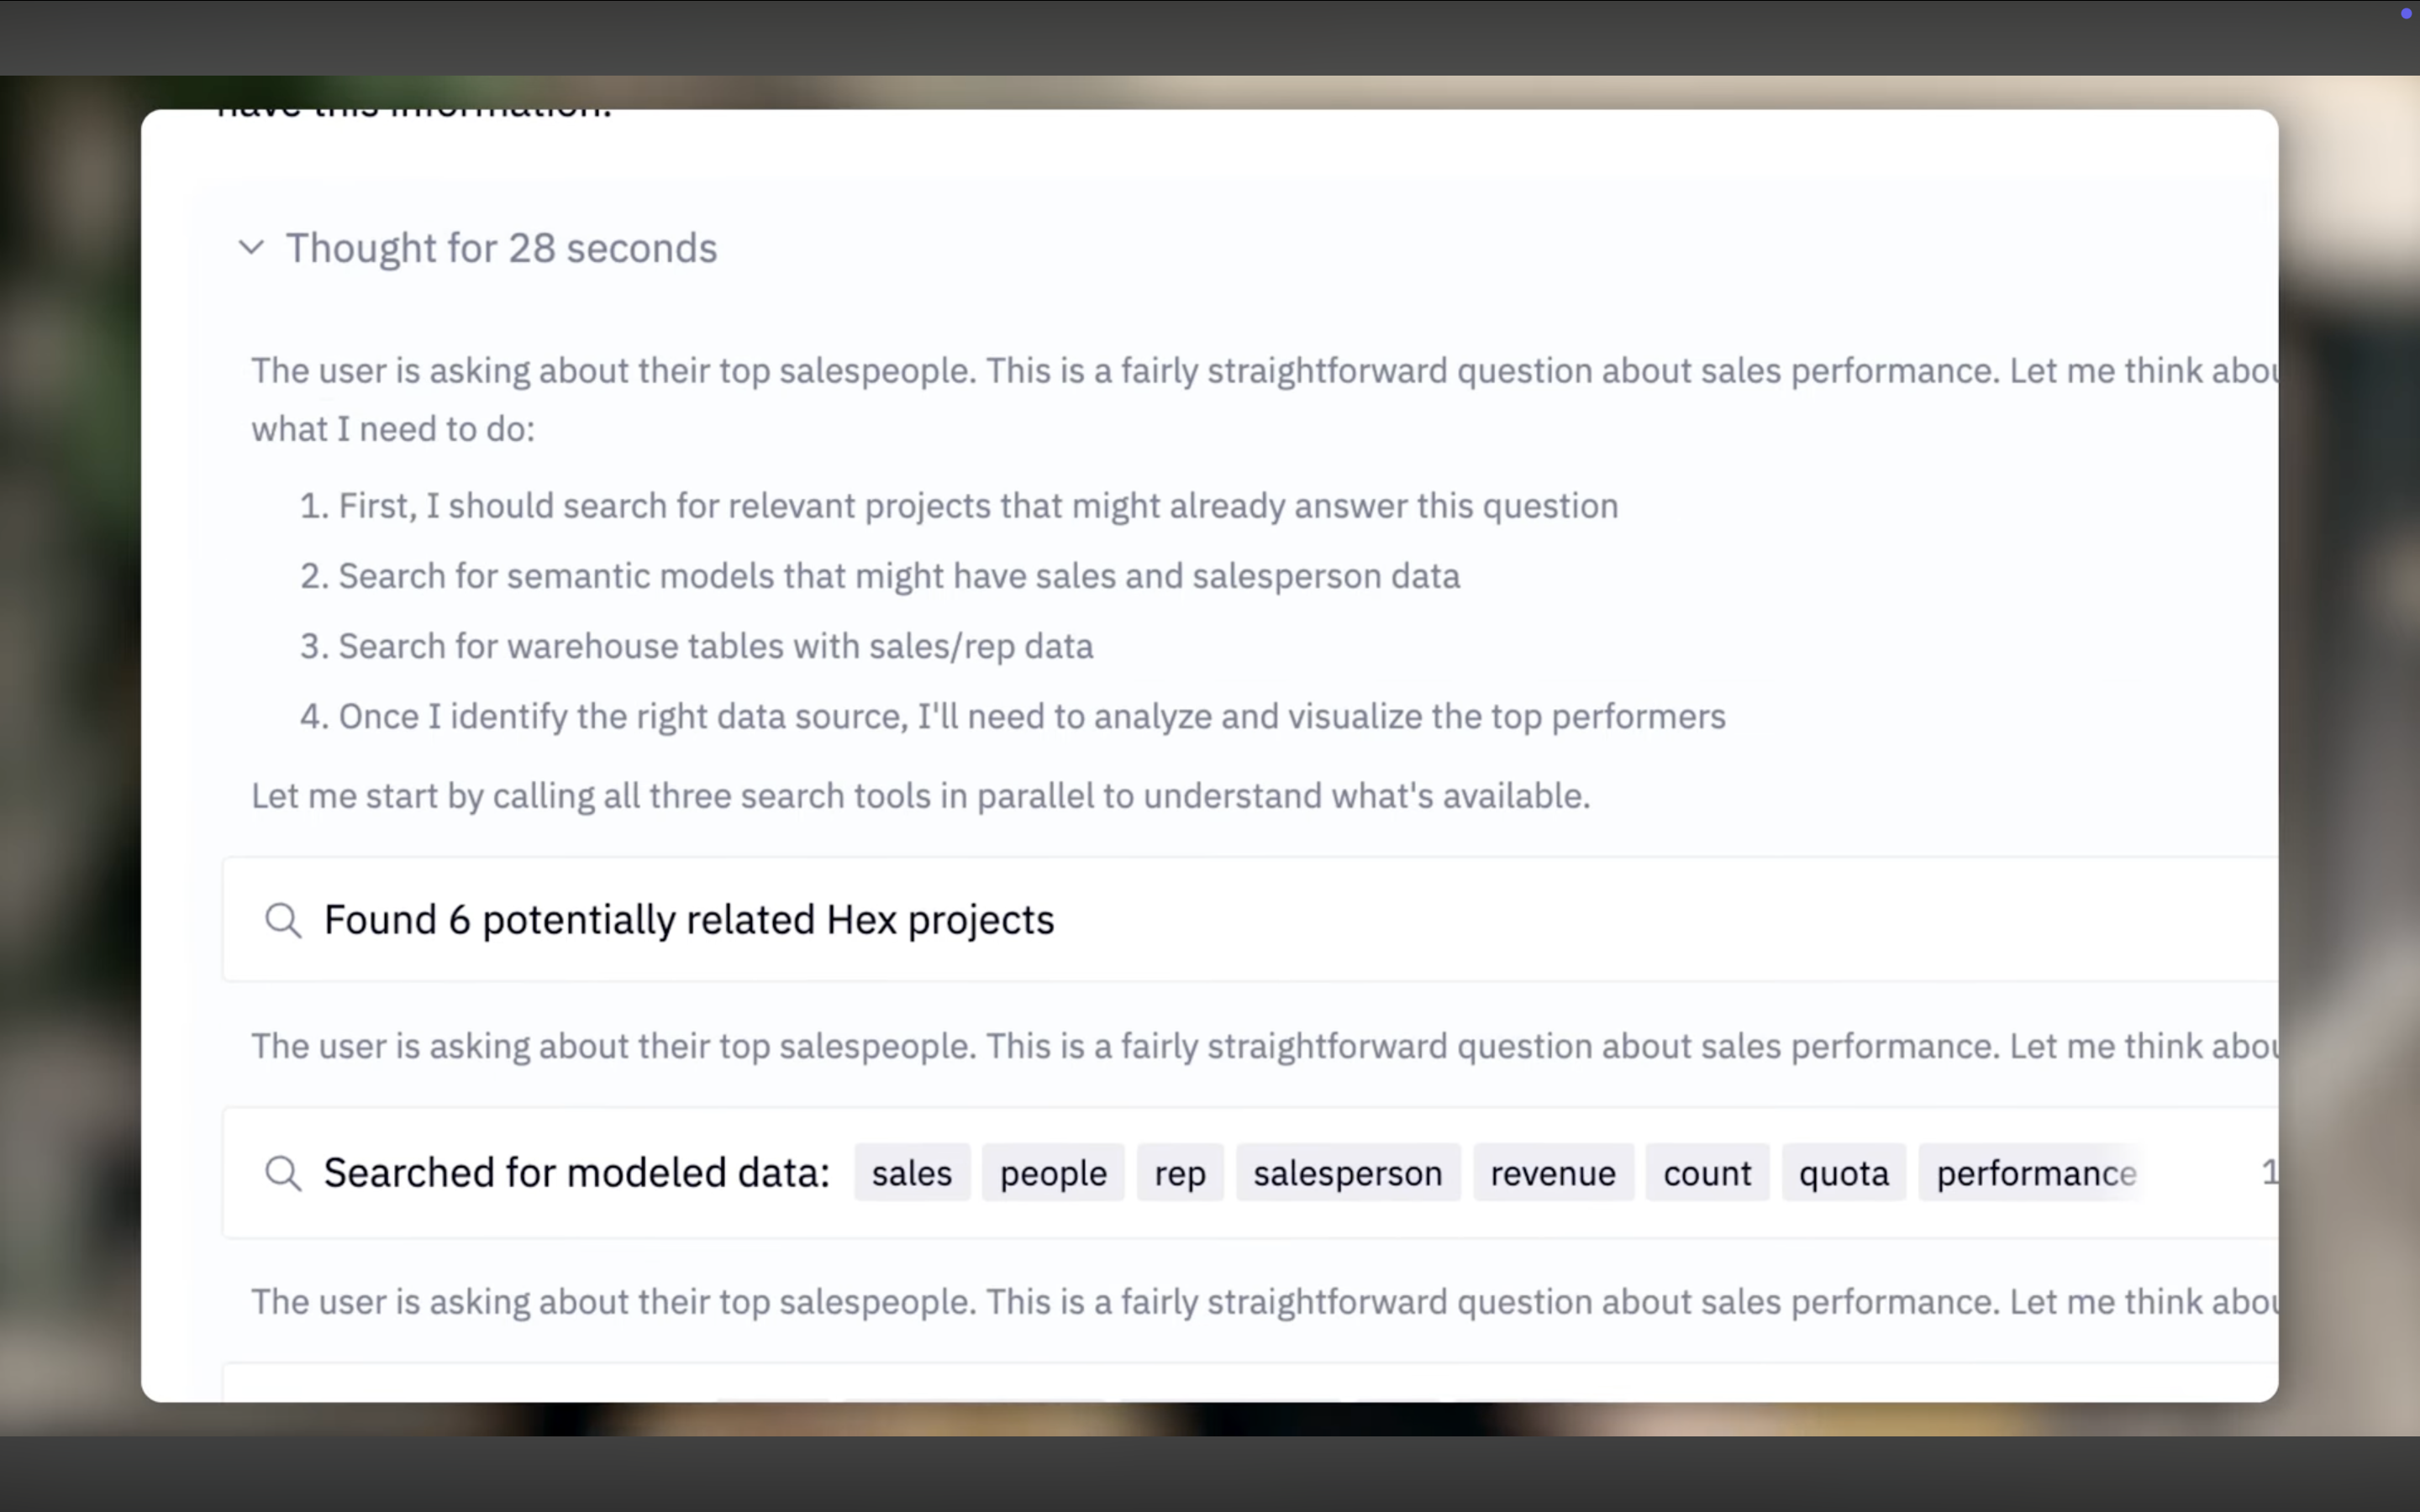 have this information.
Thought for 28 seconds
The user is asking about their top salespeople. This is a fairly straightforward question about sales performance. Let me think
what I need to do:
1. First, I should search for relevant projects that might already answer this question
2. Search for semantic models that might have sales and salesperson data
3. Search for warehouse tables with sales/rep data
4. Once I identify the right data source, I'll need to analyze and visualize the top performers
Let me start by calling all three search tools in parallel to understand what's available.
Found 6 potentially related Hex projects
The user is asking about their top salespeople. This is a fairly straightforward question about sales performance. Let me think
Searched for modeled data: sales people rep salesperson revenue count quota performance
The user is asking about their top salespeople. This is a fairly straightforward question about sales performance. Let me think